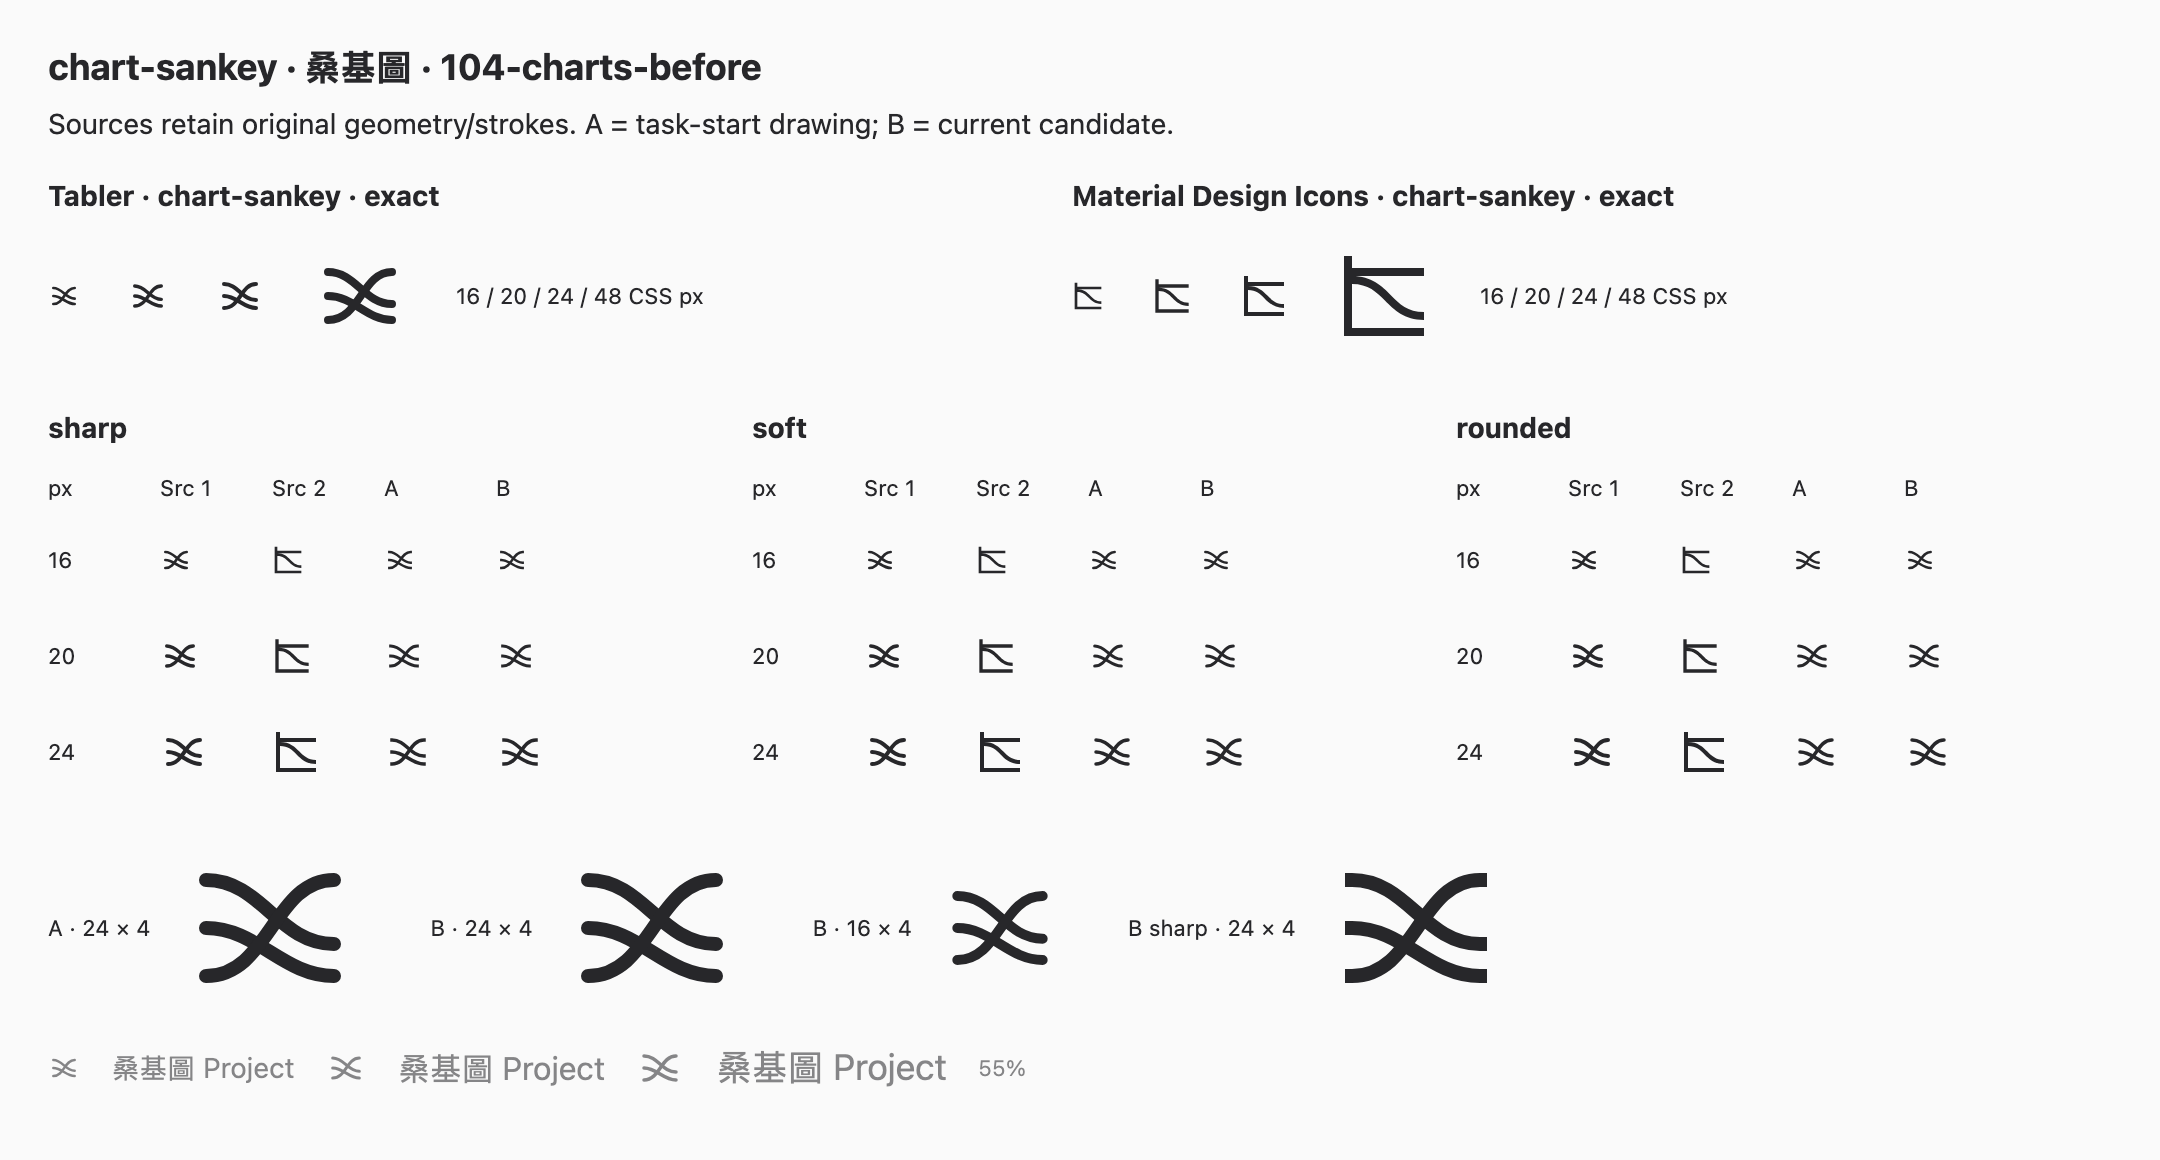 chart-sankey · 桑基圖 · 104-charts-before
Sources retain original geometry/strokes. A = task-start drawing; B = current candidate.
Tabler · chart-sankey · exact
16 / 20 / 24 / 48 CSS px
Material Design Icons · chart-sankey · exact
16 / 20 / 24 / 48 CSS px
sharp
px Src 1 Src 2 A B
16
20
24
soft
px Src 1 Src 2 A B
16
20
24
rounded
px Src 1 Src 2 A B
16
20
24
A · 24 × 4 B · 24 × 4 B · 16 × 4 B sharp · 24 × 4
桑基圖 Project 桑基圖 Project 桑基圖 Project 55%